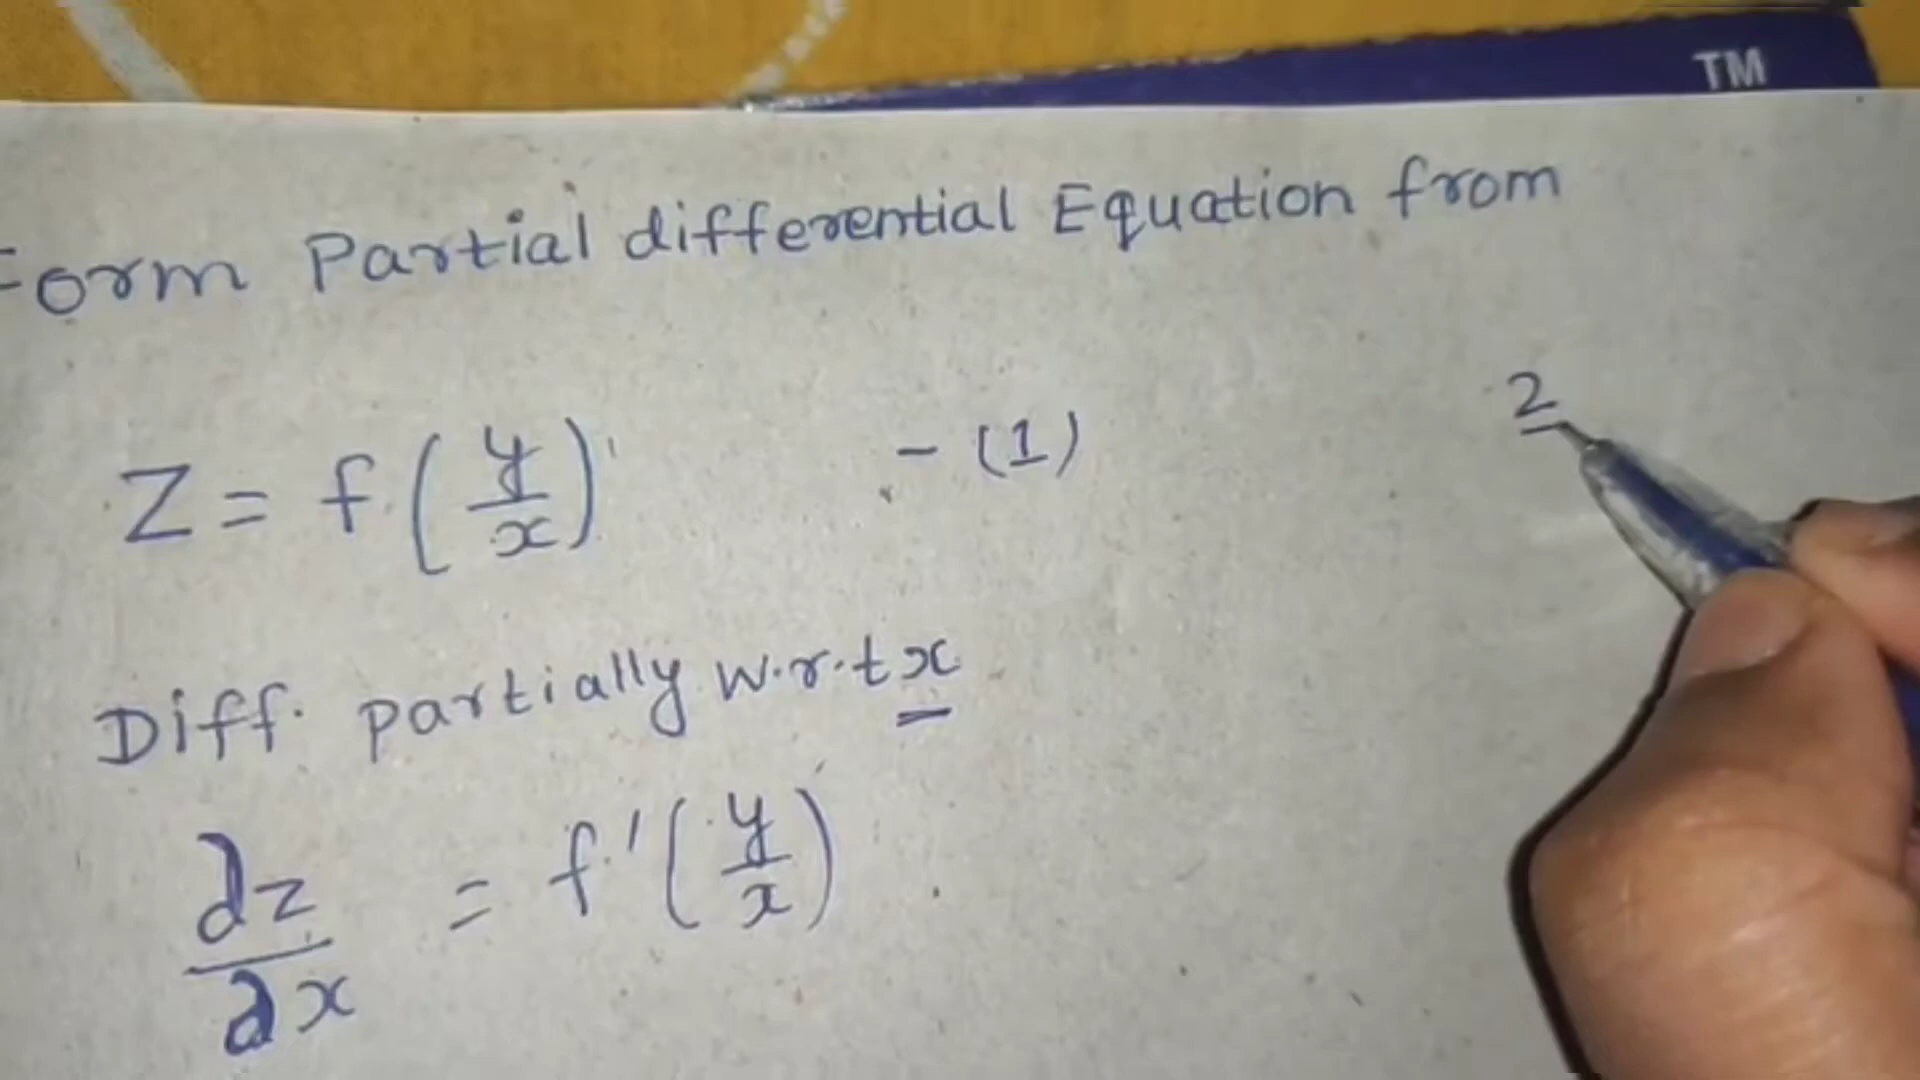 TM
Form Partial differential Equation from
Z = f(y/x) - (1)
2
Diff. partially w.r.t x
∂z/∂x = f'(y/x)